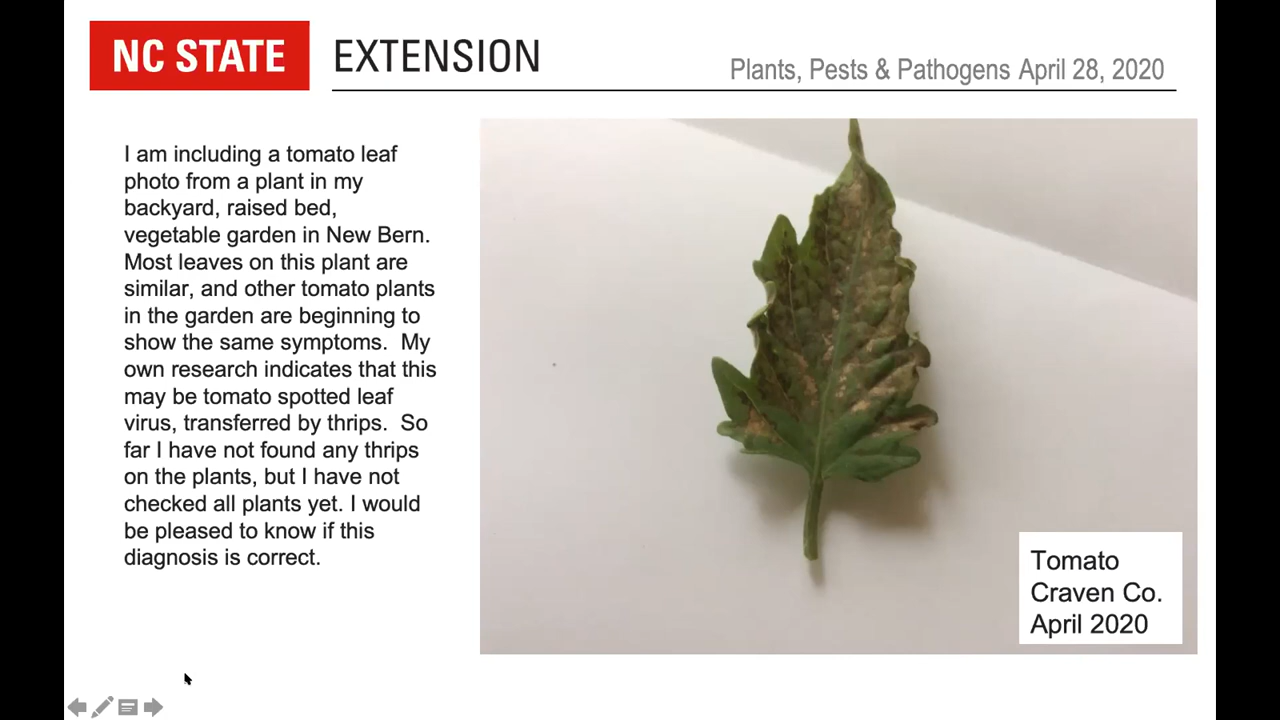 NC STATE EXTENSION
Plants, Pests & Pathogens April 28, 2020
I am including a tomato leaf
photo from a plant in my
backyard, raised bed,
vegetable garden in New Bern.
Most leaves on this plant are
similar, and other tomato plants
in the garden are beginning to
show the same symptoms.  My
own research indicates that this
may be tomato spotted leaf
virus, transferred by thrips.  So
far I have not found any thrips
on the plants, but I have not
checked all plants yet. I would
be pleased to know if this
diagnosis is correct.
Tomato
Craven Co.
April 2020